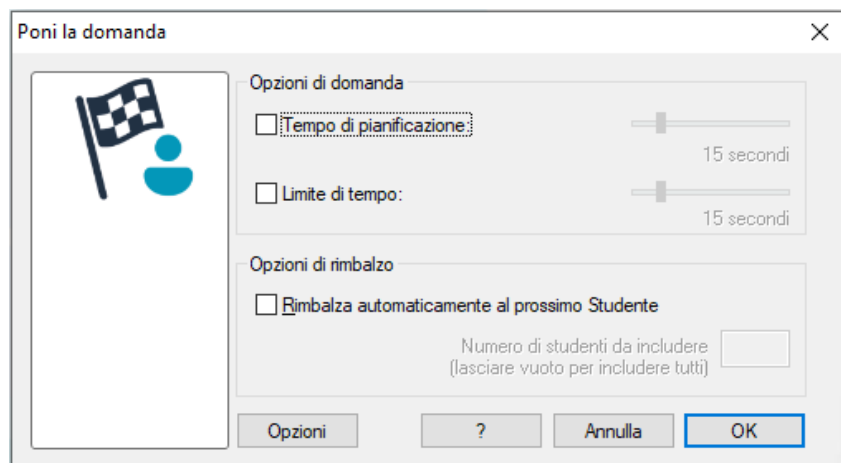 Poni la domanda
Opzioni di domanda
Tempo di pianificazione:
15 secondi
Limite di tempo:
15 secondi
Opzioni di rimbalzo
Rimbalza automaticamente al prossimo Studente
Numero di studenti da includere
(lasciare vuoto per includere tutti)
Opzioni ? Annulla OK